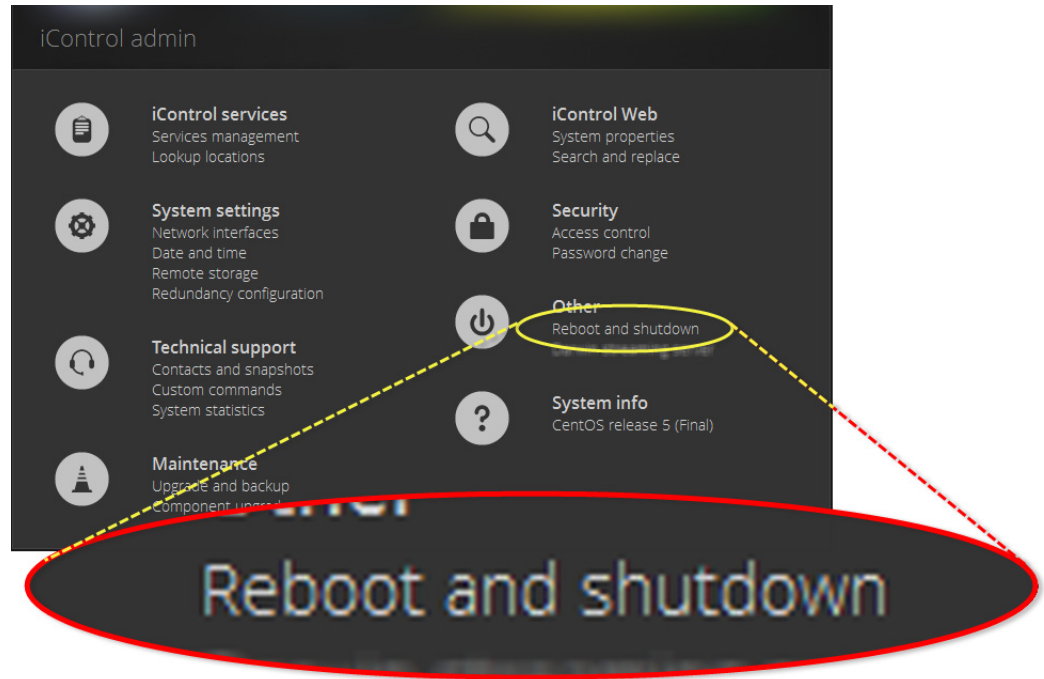 iControl admin
iControl services
Services management
Lookup locations
System settings
Network interfaces
Date and time
Remote storage
Redundancy configuration
Technical support
Contacts and snapshots
Custom commands
System statistics
Maintenance
Upgrade and backup
Component
iControl Web
System properties
Search and replace
Security
Access control
Password change
Other
Reboot and shutdown
System info
CentOS release 5 (Final)
Reboot and shutdown